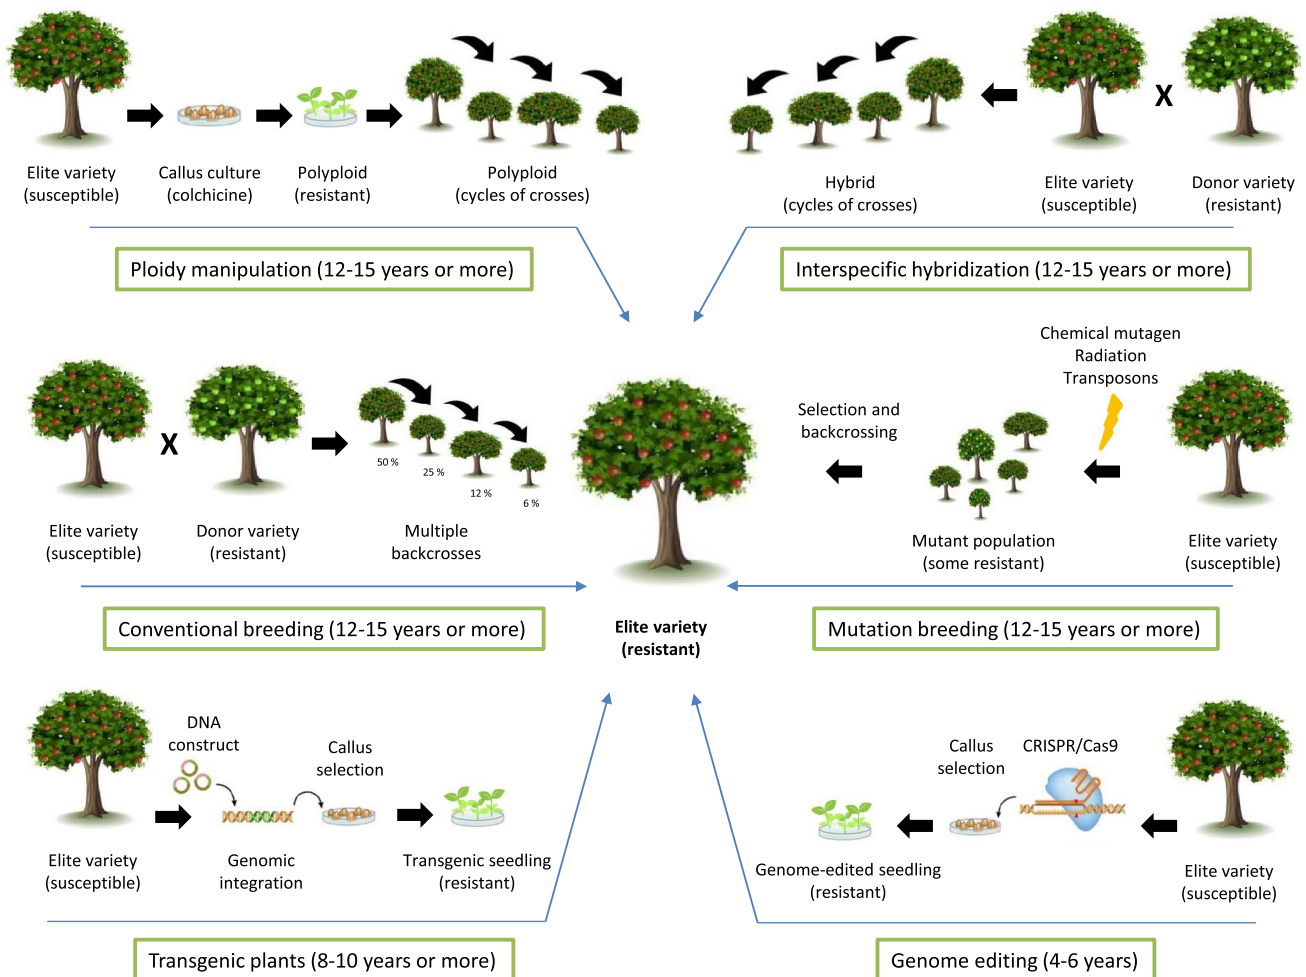 Elite variety
(susceptible)
Callus culture
(colchicine)
Polyploid
(resistant)
Polyploid
(cycles of crosses)
Ploidy manipulation (12-15 years or more)
Hybrid
(cycles of crosses)
Elite variety
(susceptible)
X
Donor variety
(resistant)
Interspecific hybridization (12-15 years or more)
Elite variety
(susceptible)
X
Donor variety
(resistant)
50 %
25 %
12 %
6 %
Multiple
backcrosses
Conventional breeding (12-15 years or more)
Elite variety
(resistant)
Selection and
backcrossing
Chemical mutagen
Radiation
Transposons
Mutant population
(some resistant)
Elite variety
(susceptible)
Mutation breeding (12-15 years or more)
Elite variety
(susceptible)
DNA
construct
Genomic
integration
Callus
selection
Transgenic seedling
(resistant)
Transgenic plants (8-10 years or more)
Callus
selection
CRISPR/Cas9
Genome-edited seedling
(resistant)
Elite variety
(susceptible)
Genome editing (4-6 years)